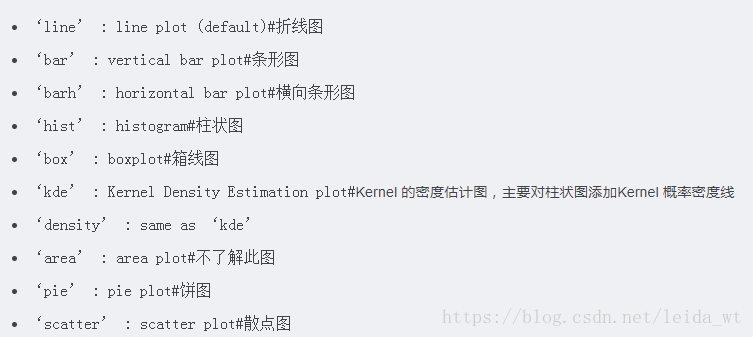 • ‘line’ : line plot (default)#折线图
• ‘bar’ : vertical bar plot#条形图
• ‘barh’ : horizontal bar plot#横向条形图
• ‘hist’ : histogram#柱状图
• ‘box’ : boxplot#箱线图
• ‘kde’ : Kernel Density Estimation plot#Kernel 的密度估计图，主要对柱状图添加Kernel 概率密度线
• ‘density’ : same as ‘kde’
• ‘area’ : area plot#不了解此图
• ‘pie’ : pie plot#饼图
• ‘scatter’ : scatter plot#散点图
https://blog.csdn.net/leida_wt